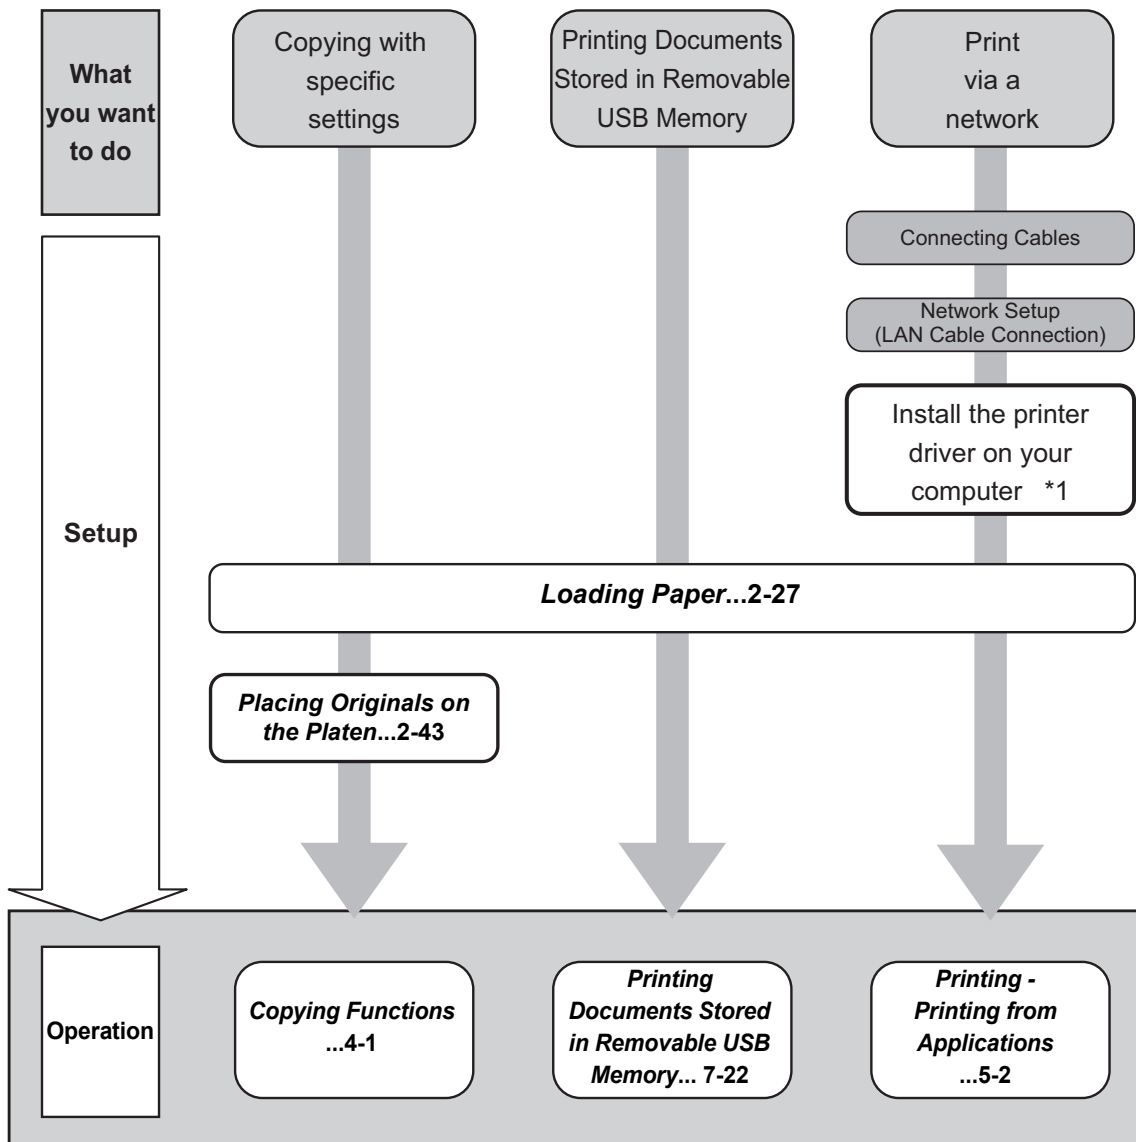 What
you want
to do
Copying with
specific
settings
Printing Documents
Stored in Removable
USB Memory
Print
via a
network
Connecting Cables
Network Setup
(LAN Cable Connection)
Install the printer
driver on your
computer *1
Setup
Loading Paper...2-27
Placing Originals on
the Platen...2-43
Operation
Copying Functions
...4-1
Printing
Documents Stored
in Removable USB
Memory... 7-22
Printing -
Printing from
Applications
...5-2